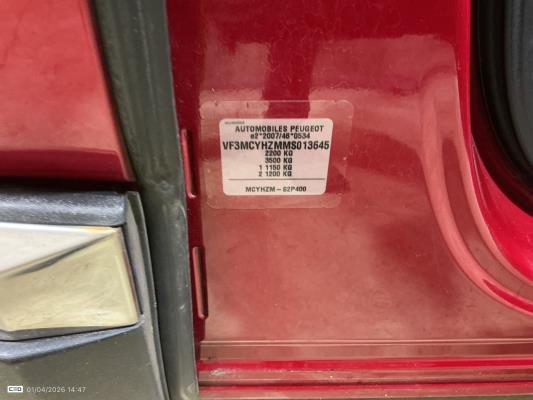 AUTOMOBILES PEUGEOT
e2*2007/46*0534
VF3MCYHZMMS013645
2200 KG
3500 KG
1 1150 KG
2 1200 KG
MCYHZM - 62P400
01/04/2026 14:47